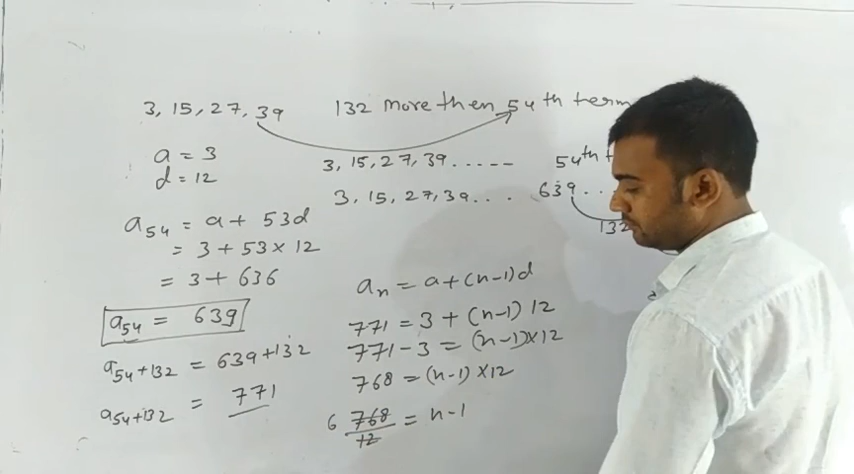 3, 15, 27, 39 132 more then 54th term
a = 3
d = 12
3, 15, 27, 39.....--
54th
3, 15, 27, 39... 639..
132
a54 = a + 53d
= 3 + 53 × 12
= 3 + 636
a54 = 639
a54+132 = 639+132
a54+132 = 771
an = a + (n-1)d
771 = 3 + (n-1) 12
771 - 3 = (n-1)×12
768 = (n-1) ×12
6 768/12 = n-1